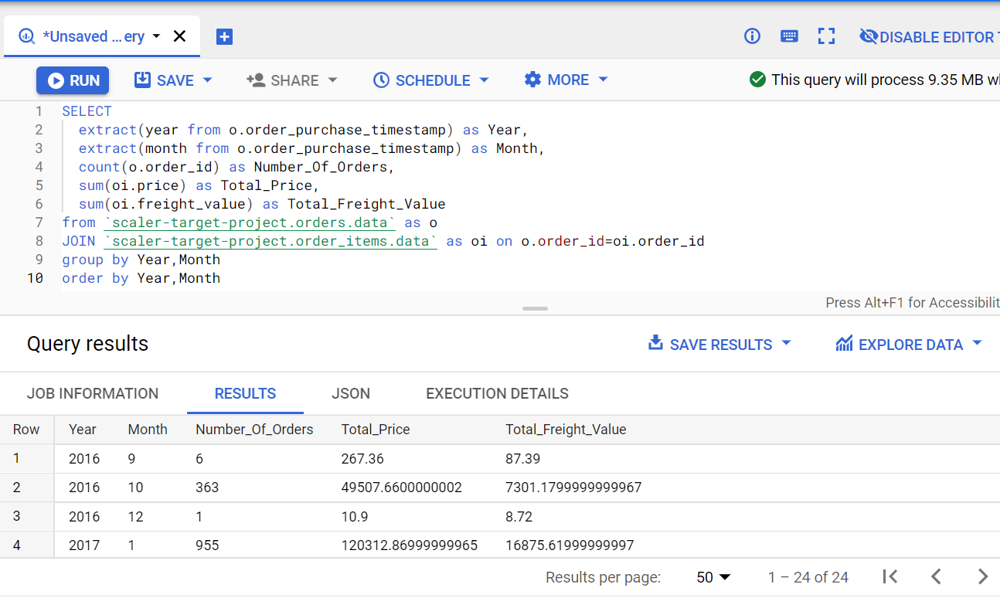 *Unsaved ...ery
DISABLE EDITOR T
RUN SAVE SHARE SCHEDULE MORE This query will process 9.35 MB wh
1 SELECT
2 extract(year from o.order_purchase_timestamp) as Year,
3 extract(month from o.order_purchase_timestamp) as Month,
4 count(o.order_id) as Number_Of_Orders,
5 sum(oi.price) as Total_Price,
6 sum(oi.freight_value) as Total_Freight_Value
7 from `scaler-target-project.orders.data` as o
8 JOIN `scaler-target-project.order_items.data` as oi on o.order_id=oi.order_id
9 group by Year,Month
10 order by Year,Month
Press Alt+F1 for Accessibilit
Query results SAVE RESULTS EXPLORE DATA
JOB INFORMATION RESULTS JSON EXECUTION DETAILS
Row Year Month Number_Of_Orders Total_Price Total_Freight_Value
1 2016 9 6 267.36 87.39
2 2016 10 363 49507.6600000002 7301.1799999999967
3 2016 12 1 10.9 8.72
4 2017 1 955 120312.86999999965 16875.61999999997
Results per page: 50 1 – 24 of 24